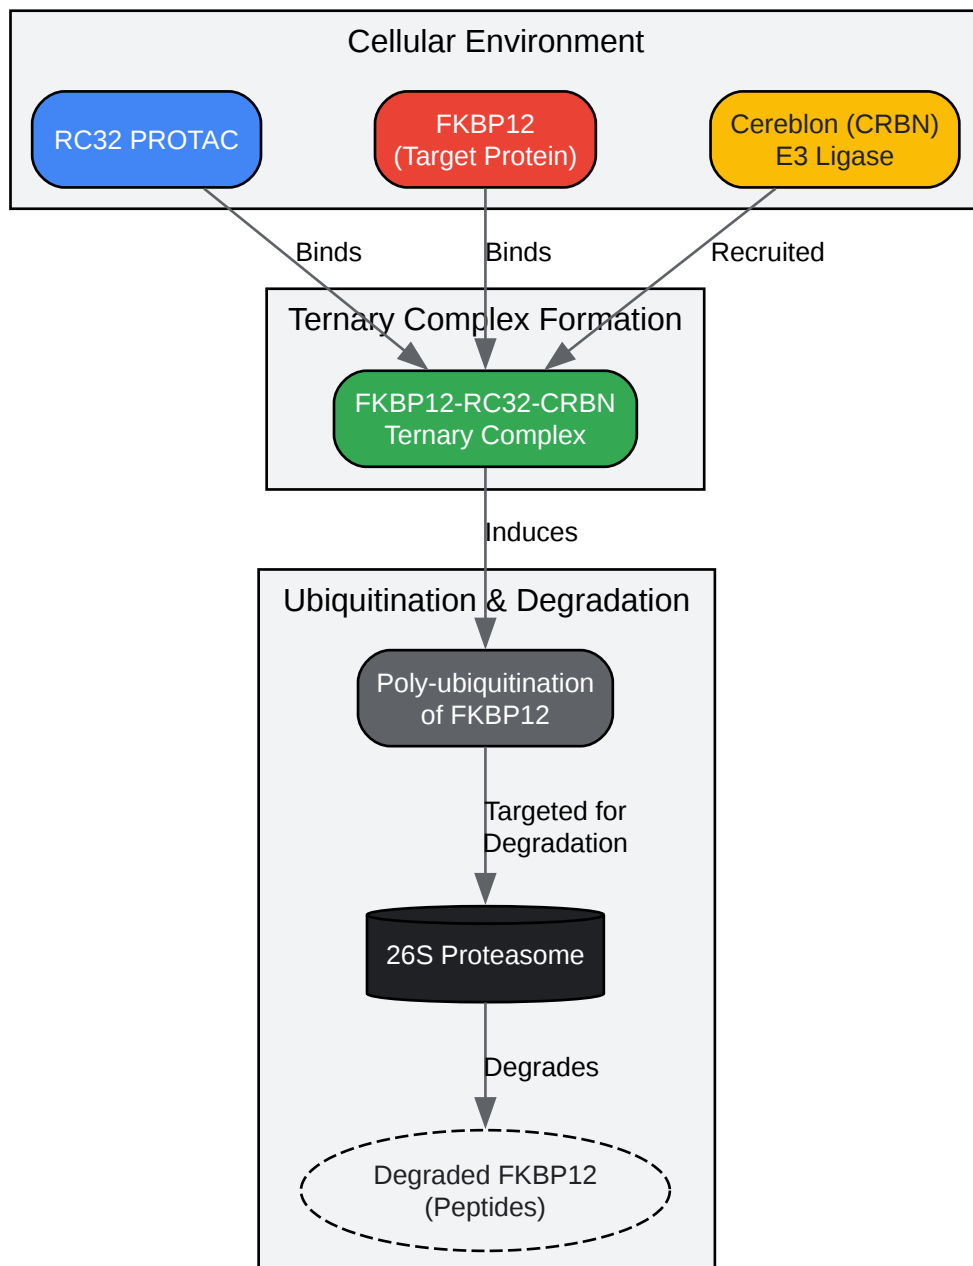 Cellular Environment
RC32 PROTAC
FKBP12
(Target Protein)
Cereblon (CRBN)
E3 Ligase
Binds
Binds
Recruited
Ternary Complex Formation
FKBP12-RC32-CRBN
Ternary Complex
Induces
Ubiquitination & Degradation
Poly-ubiquitination
of FKBP12
Targeted for
Degradation
26S Proteasome
Degrades
Degraded FKBP12
(Peptides)